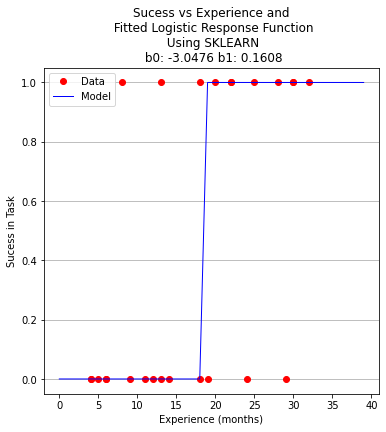 Sucess vs Experience and
Fitted Logistic Response Function
Using SKLEARN
b0: -3.0476 b1: 0.1608
Data
Model
1.0
0.8
0.6
0.4
0.2
0.0
Sucess in Task
0 5 10 15 20 25 30 35 40
Experience (months)